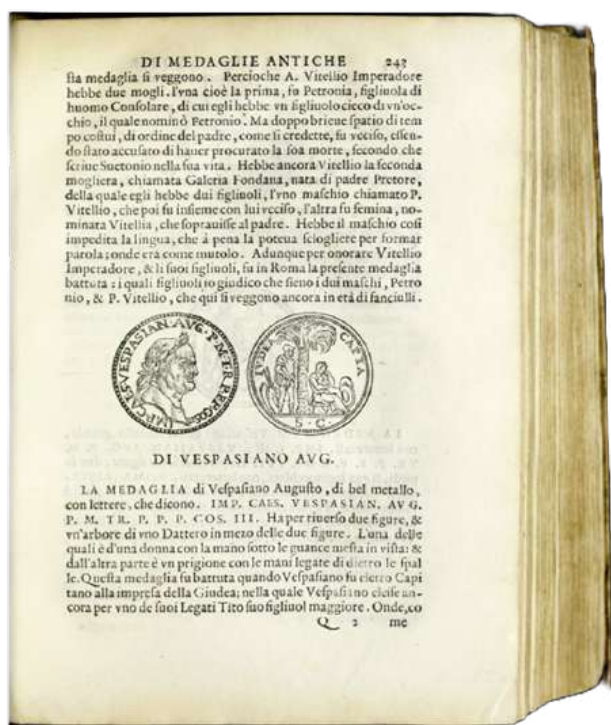 DI MEDAGLIE ANTICHE 243
ſta medaglia ſi veggono. Percioche A. Vitellio Imperadore
hebbe due mogli. l'vna cioè la prima, fu Petronia, figliuola di
huomo Conſolare, di cui egli hebbe vn figliuolo cieco di vn'oc-
chio, il quale nominò Petronio. Ma doppo brieue ſpatio di tem
po coſtui, di ordine del padre, come ſi credette, fu vcciſo, eſſen-
do ſtato accuſato di hauer procurato la ſoa morte, ſecondo che
ſcriue Suetonio nella ſua vita. Hebbe ancora Vitellio la ſeconda
mogliera, chiamata Galeria Fondana, nata di padre Pretore,
della quale egli hebbe dui figliuoli, l'vno maſchio chiamato P.
Vitellio, che poi fu inſieme con lui vcciſo, l'altra fu femina, no-
minata Vitellia, che ſoprauiſſe al padre. Hebbe il maſchio coſi
impedita la lingua, che à pena la poteua ſciogliere per formar
parola; onde era come mutolo. Adunque per onorare Vitellio
Imperadore, & li ſuoi figliuoli, fu in Roma la preſente medaglia
battuta: i quali figliuoli io giudico che ſieno i dui maſchi, Petro
nio, & P. Vitellio, che qui ſi veggono ancora in età di fanciulli.
IMP. CAES. VESPASIAN. AVG. P. M. T. R. P. P. P. COS
IVDEA CAPTA
S. C.
DI VESPASIANO AVG.
LA MEDAGLIA di Veſpaſiano Auguſto, di bel metallo,
con lettere, che dicono. IMP. CAES. VESPASIAN. AVG.
P. M. TR. P. P. P. COS. III. Ha per riuerſo due figure, &
vn'arbore di vno Dattero in mezo delle due figure. L'una delle
quali è d'una donna con la mano ſotto le guance meſta in viſta: &
dall'altra parte è vn prigione con le mani legate di dietro le ſpal
le. Queſta medaglia fu battuta quando Veſpaſiano fu eletto Capi
tano alla impreſa della Giudea; nella quale Veſpaſiano eleſſe an-
cora per vno de ſuoi Legati Tito ſuo figliuol maggiore. Onde, co
Q 2 me